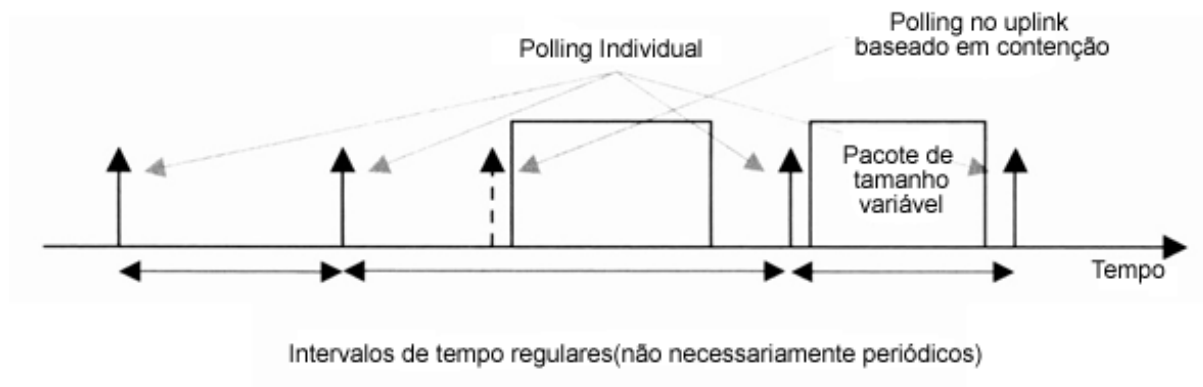 Polling no uplink
baseado em contenção
Polling Individual
Pacote de
tamanho
variável
Tempo
Intervalos de tempo regulares(não necessariamente periódicos)